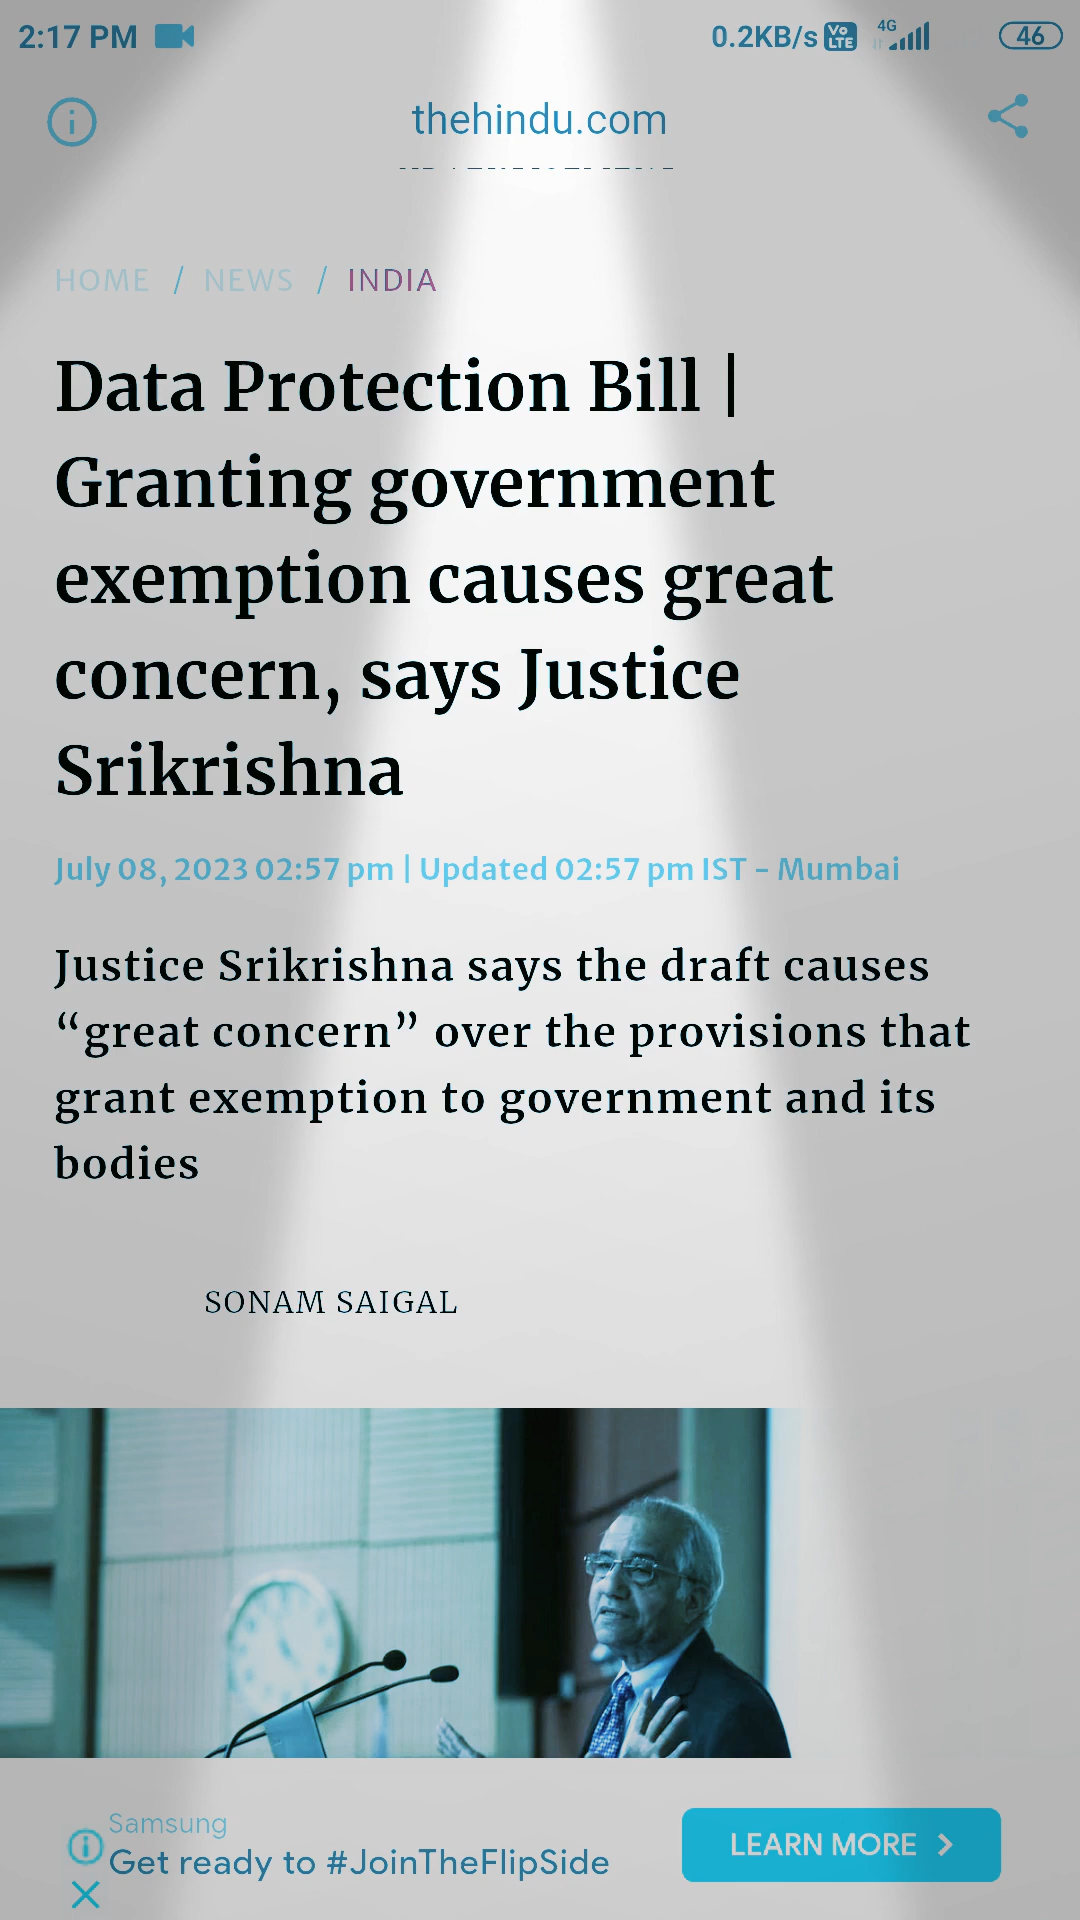 2:17 PM 0.2KB/s Vo LTE 4G 46
thehindu.com
HOME / NEWS / INDIA
Data Protection Bill |
Granting government
exemption causes great
concern, says Justice
Srikrishna
July 08, 2023 02:57 pm | Updated 02:57 pm IST - Mumbai
Justice Srikrishna says the draft causes
“great concern” over the provisions that
grant exemption to government and its
bodies
SONAM SAIGAL
Samsung
Get ready to #JoinTheFlipSide
LEARN MORE